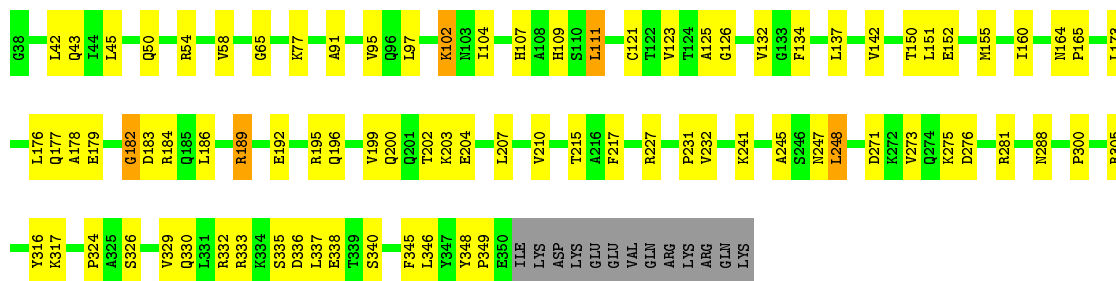 G38 L42 Q43 I44 L45 Q50 R54 V58 G65 K77 A91 V95 Q96 L97 K102 N103 I104 H107 A108 H109 S110 L111 C121 T122 V123 T124 A125 G126 V132 G133 F134 L137 V142 T150 L151 E152 M155 I160 N164 P165 L173
L176 Q177 A178 E179 G182 D183 R184 Q185 L186 R189 E192 R195 Q196 V199 Q200 Q201 T202 K203 E204 L207 V210 T215 A216 F217 R227 P231 V232 K241 A245 S246 N247 L248 D271 K272 V273 Q274 K275 D276 R281 N288 P300
Y316 K317 P324 A325 S326 V329 Q330 L331 R332 R333 K334 S335 D336 L337 E338 T339 S340 F345 L346 Y347 Y348 P349 E350 ILE LYS ASP LYS GLU GLU VAL GLN ARG LYS ARG GLN LYS